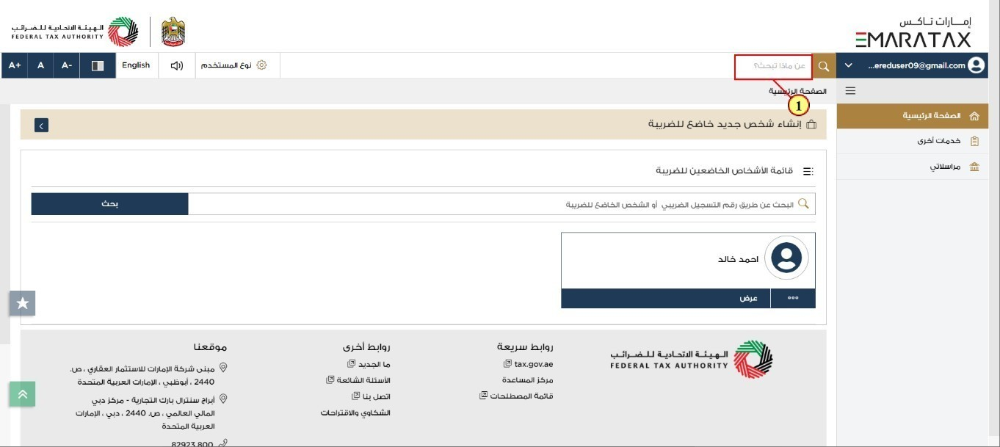 إمـــارات تــاكــس
EMARATAX
الهيئة الاتحادية للضرائب
FEDERAL TAX AUTHORITY
...ereduser09@gmail.com
عن ماذا تبحث؟
نوع المستخدم
English
A-
A
A+
الصفحة الرئيسية
1
الصفحة الرئيسية
خدمات أخرى
مراسلاتي
إنشاء شخص جديد خاضع للضريبة
قائمة الأشخاص الخاضعين للضريبة
البحث عن طريق رقم التسجيل الضريبي أو الشخص الخاضع للضريبة
بحث
احمد خالد
عرض
الهيئة الاتحادية للضرائب
FEDERAL TAX AUTHORITY
روابط سريعة
tax.gov.ae
مركز المساعدة
قائمة المصطلحات
روابط أخرى
ما الجديد
الأسئلة الشائعة
اتصل بنا
الشكاوي والاقتراحات
موقعنا
مبنى شركة الإمارات للاستثمار العقاري ، ص.
2440 ، أبوظبي ، الإمارات العربية المتحدة
أبراج سنترال بارك التجارية - مركز دبي
المالي العالمي ، ص. 2440 ، دبي ، الإمارات
العربية المتحدة
82923 800